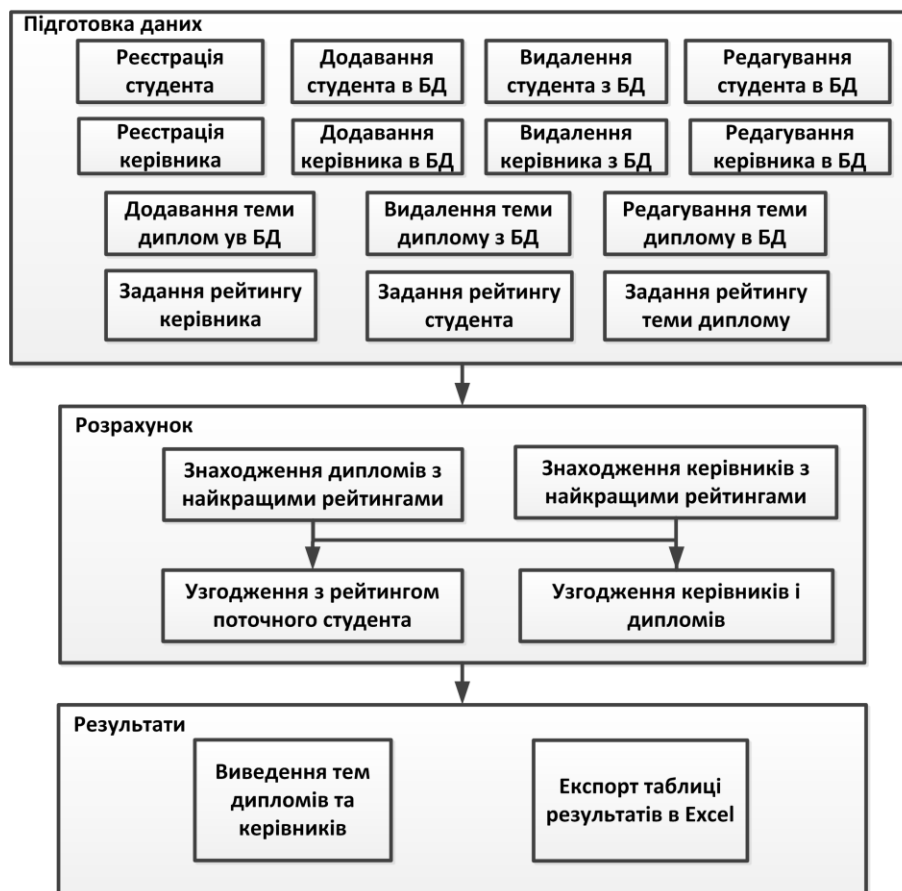 Підготовка даних
Реєстрація
студента
Додавання
студента в БД
Видалення
студента з БД
Редагування
студента в БД
Реєстрація
керівника
Додавання
керівника в БД
Видалення
керівника з БД
Редагування
керівника в БД
Додавання теми
диплом ув БД
Видалення теми
диплому з БД
Редагування теми
диплому в БД
Задання рейтингу
керівника
Задання рейтингу
студента
Задання рейтингу
теми диплому
Розрахунок
Знаходження дипломів з
найкращими рейтингами
Знаходження керівників з
найкращими рейтингами
Узгодження з рейтингом
поточного студента
Узгодження керівників і
дипломів
Результати
Виведення тем
дипломів та
керівників
Експорт таблиці
результатів в Excel